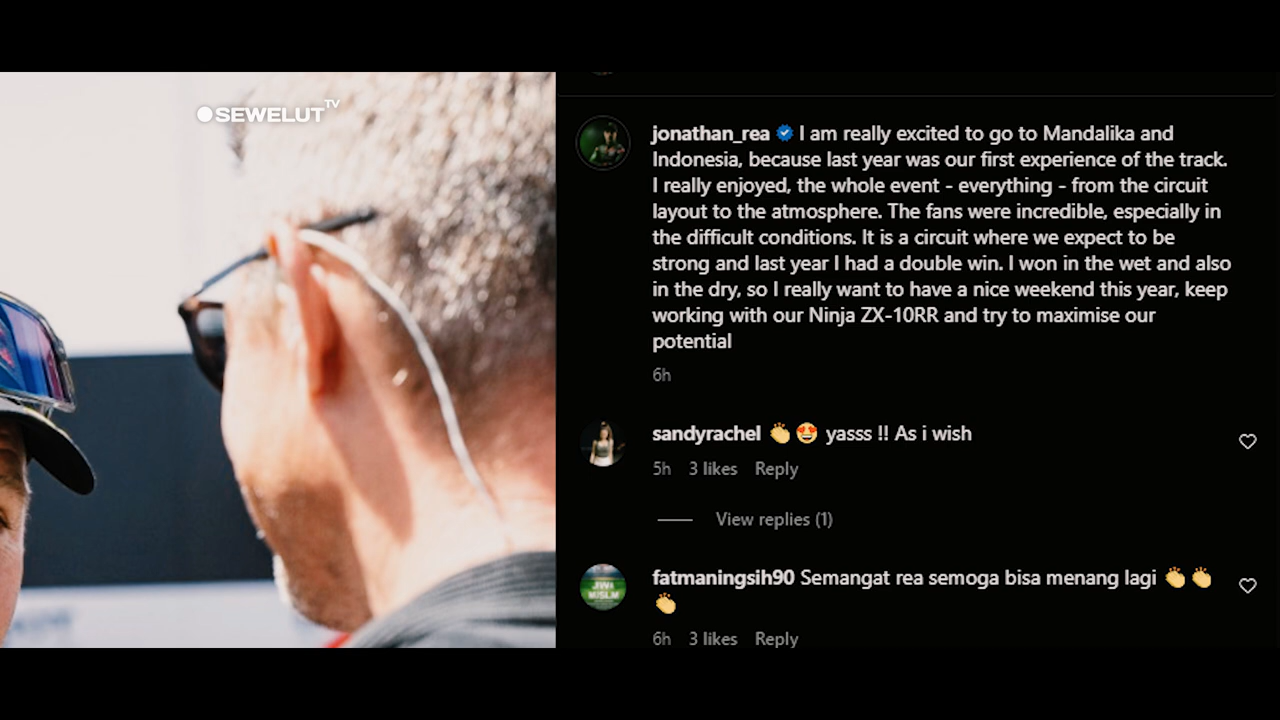 SEWELUT TV
jonathan_rea I am really excited to go to Mandalika and
Indonesia, because last year was our first experience of the track.
I really enjoyed, the whole event - everything - from the circuit
layout to the atmosphere. The fans were incredible, especially in
the difficult conditions. It is a circuit where we expect to be
strong and last year I had a double win. I won in the wet and also
in the dry, so I really want to have a nice weekend this year, keep
working with our Ninja ZX-10RR and try to maximise our
potential
6h
sandyrachel 👏😍 yasss !! As i wish
5h 3 likes Reply
View replies (1)
JIWA
MUSLIM
fatmaningsih90 Semangat rea semoga bisa menang lagi 👏👏
👏
6h 3 likes Reply